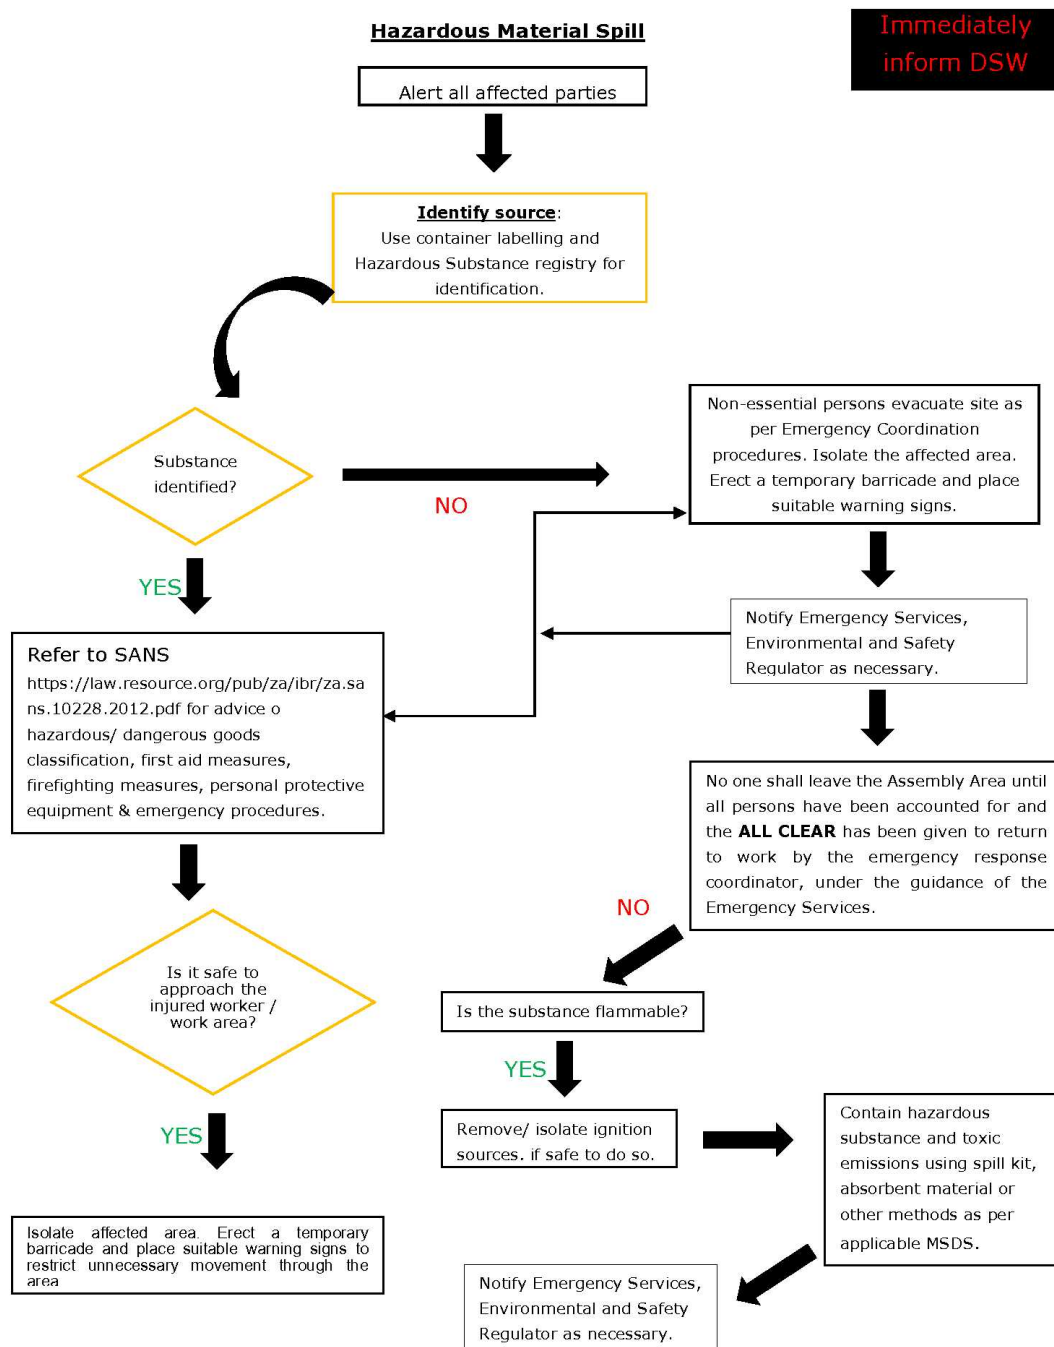 Hazardous Material Spill
Immediately
inform DSW
Alert all affected parties
Identify source:
Use container labelling and
Hazardous Substance registry for
identification.
Substance
identified?
NO
Non-essential persons evacuate site as
per Emergency Coordination
procedures. Isolate the affected area.
Erect a temporary barricade and place
suitable warning signs.
YES
Notify Emergency Services,
Environmental and Safety
Regulator as necessary.
Refer to SANS
https://law.resource.org/pub/za/ibr/za.sa
ns.10228.2012.pdf for advice o
hazardous/ dangerous goods
classification, first aid measures,
firefighting measures, personal protective
equipment & emergency procedures.
No one shall leave the Assembly Area until
all persons have been accounted for and
the ALL CLEAR has been given to return
to work by the emergency response
coordinator, under the guidance of the
Emergency Services.
NO
Is it safe to
approach the
injured worker /
work area?
Is the substance flammable?
YES
YES
Remove/ isolate ignition
sources. if safe to do so.
Contain hazardous
substance and toxic
emissions using spill kit,
absorbent material or
other methods as per
applicable MSDS.
Isolate affected area. Erect a temporary
barricade and place suitable warning signs to
restrict unnecessary movement through the
area
Notify Emergency Services,
Environmental and Safety
Regulator as necessary.